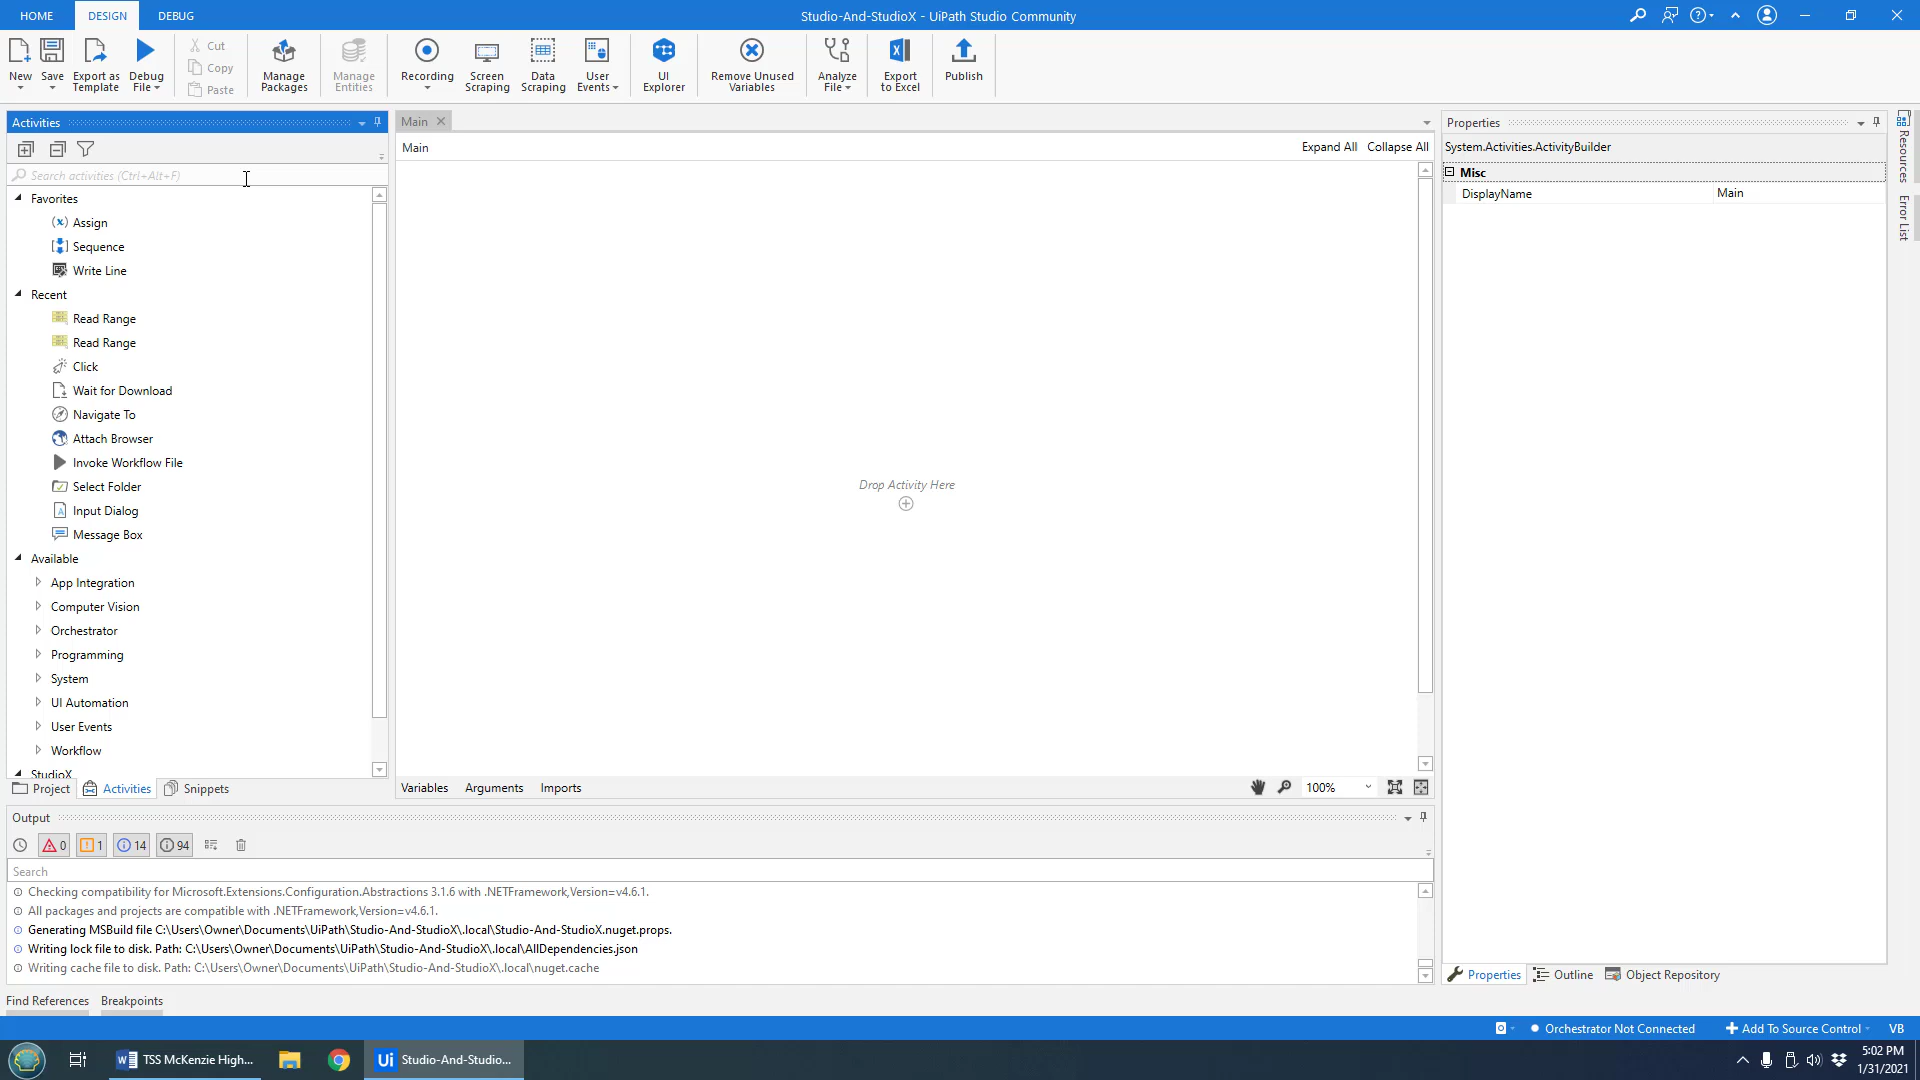 HOME DESIGN DEBUG
Studio-And-StudioX - UiPath Studio Community
New
Save
Export as
Template
Debug
File
Cut
Copy
Paste
Manage
Packages
Manage
Entities
Recording
Screen
Scraping
Data
Scraping
User
Events
UI
Explorer
Remove Unused
Variables
Analyze
File
Export
to Excel
Publish
Activities
Search activities (Ctrl+Alt+F)
Favorites
Assign
Sequence
Write Line
Recent
Read Range
Read Range
Click
Wait for Download
Navigate To
Attach Browser
Invoke Workflow File
Select Folder
Input Dialog
Message Box
Available
App Integration
Computer Vision
Orchestrator
Programming
System
UI Automation
User Events
Workflow
StudioX
Project Activities Snippets
Main
Main
Expand All Collapse All
Drop Activity Here
Variables Arguments Imports
100%
Properties
System.Activities.ActivityBuilder
Misc
DisplayName Main
Properties Outline Object Repository
Resources
Error List
Output
0 1 14 94
Search
Checking compatibility for Microsoft.Extensions.Configuration.Abstractions 3.1.6 with .NETFramework,Version=v4.6.1.
All packages and projects are compatible with .NETFramework,Version=v4.6.1.
Generating MSBuild file C:\Users\Owner\Documents\UiPath\Studio-And-StudioX\.local\Studio-And-StudioX.nuget.props.
Writing lock file to disk. Path: C:\Users\Owner\Documents\UiPath\Studio-And-StudioX\.local\AllDependencies.json
Writing cache file to disk. Path: C:\Users\Owner\Documents\UiPath\Studio-And-StudioX\.local\nuget.cache
Find References Breakpoints
Orchestrator Not Connected Add To Source Control VB
TSS McKenzie High...
Ui Studio-And-Studio...
5:02 PM
1/31/2021